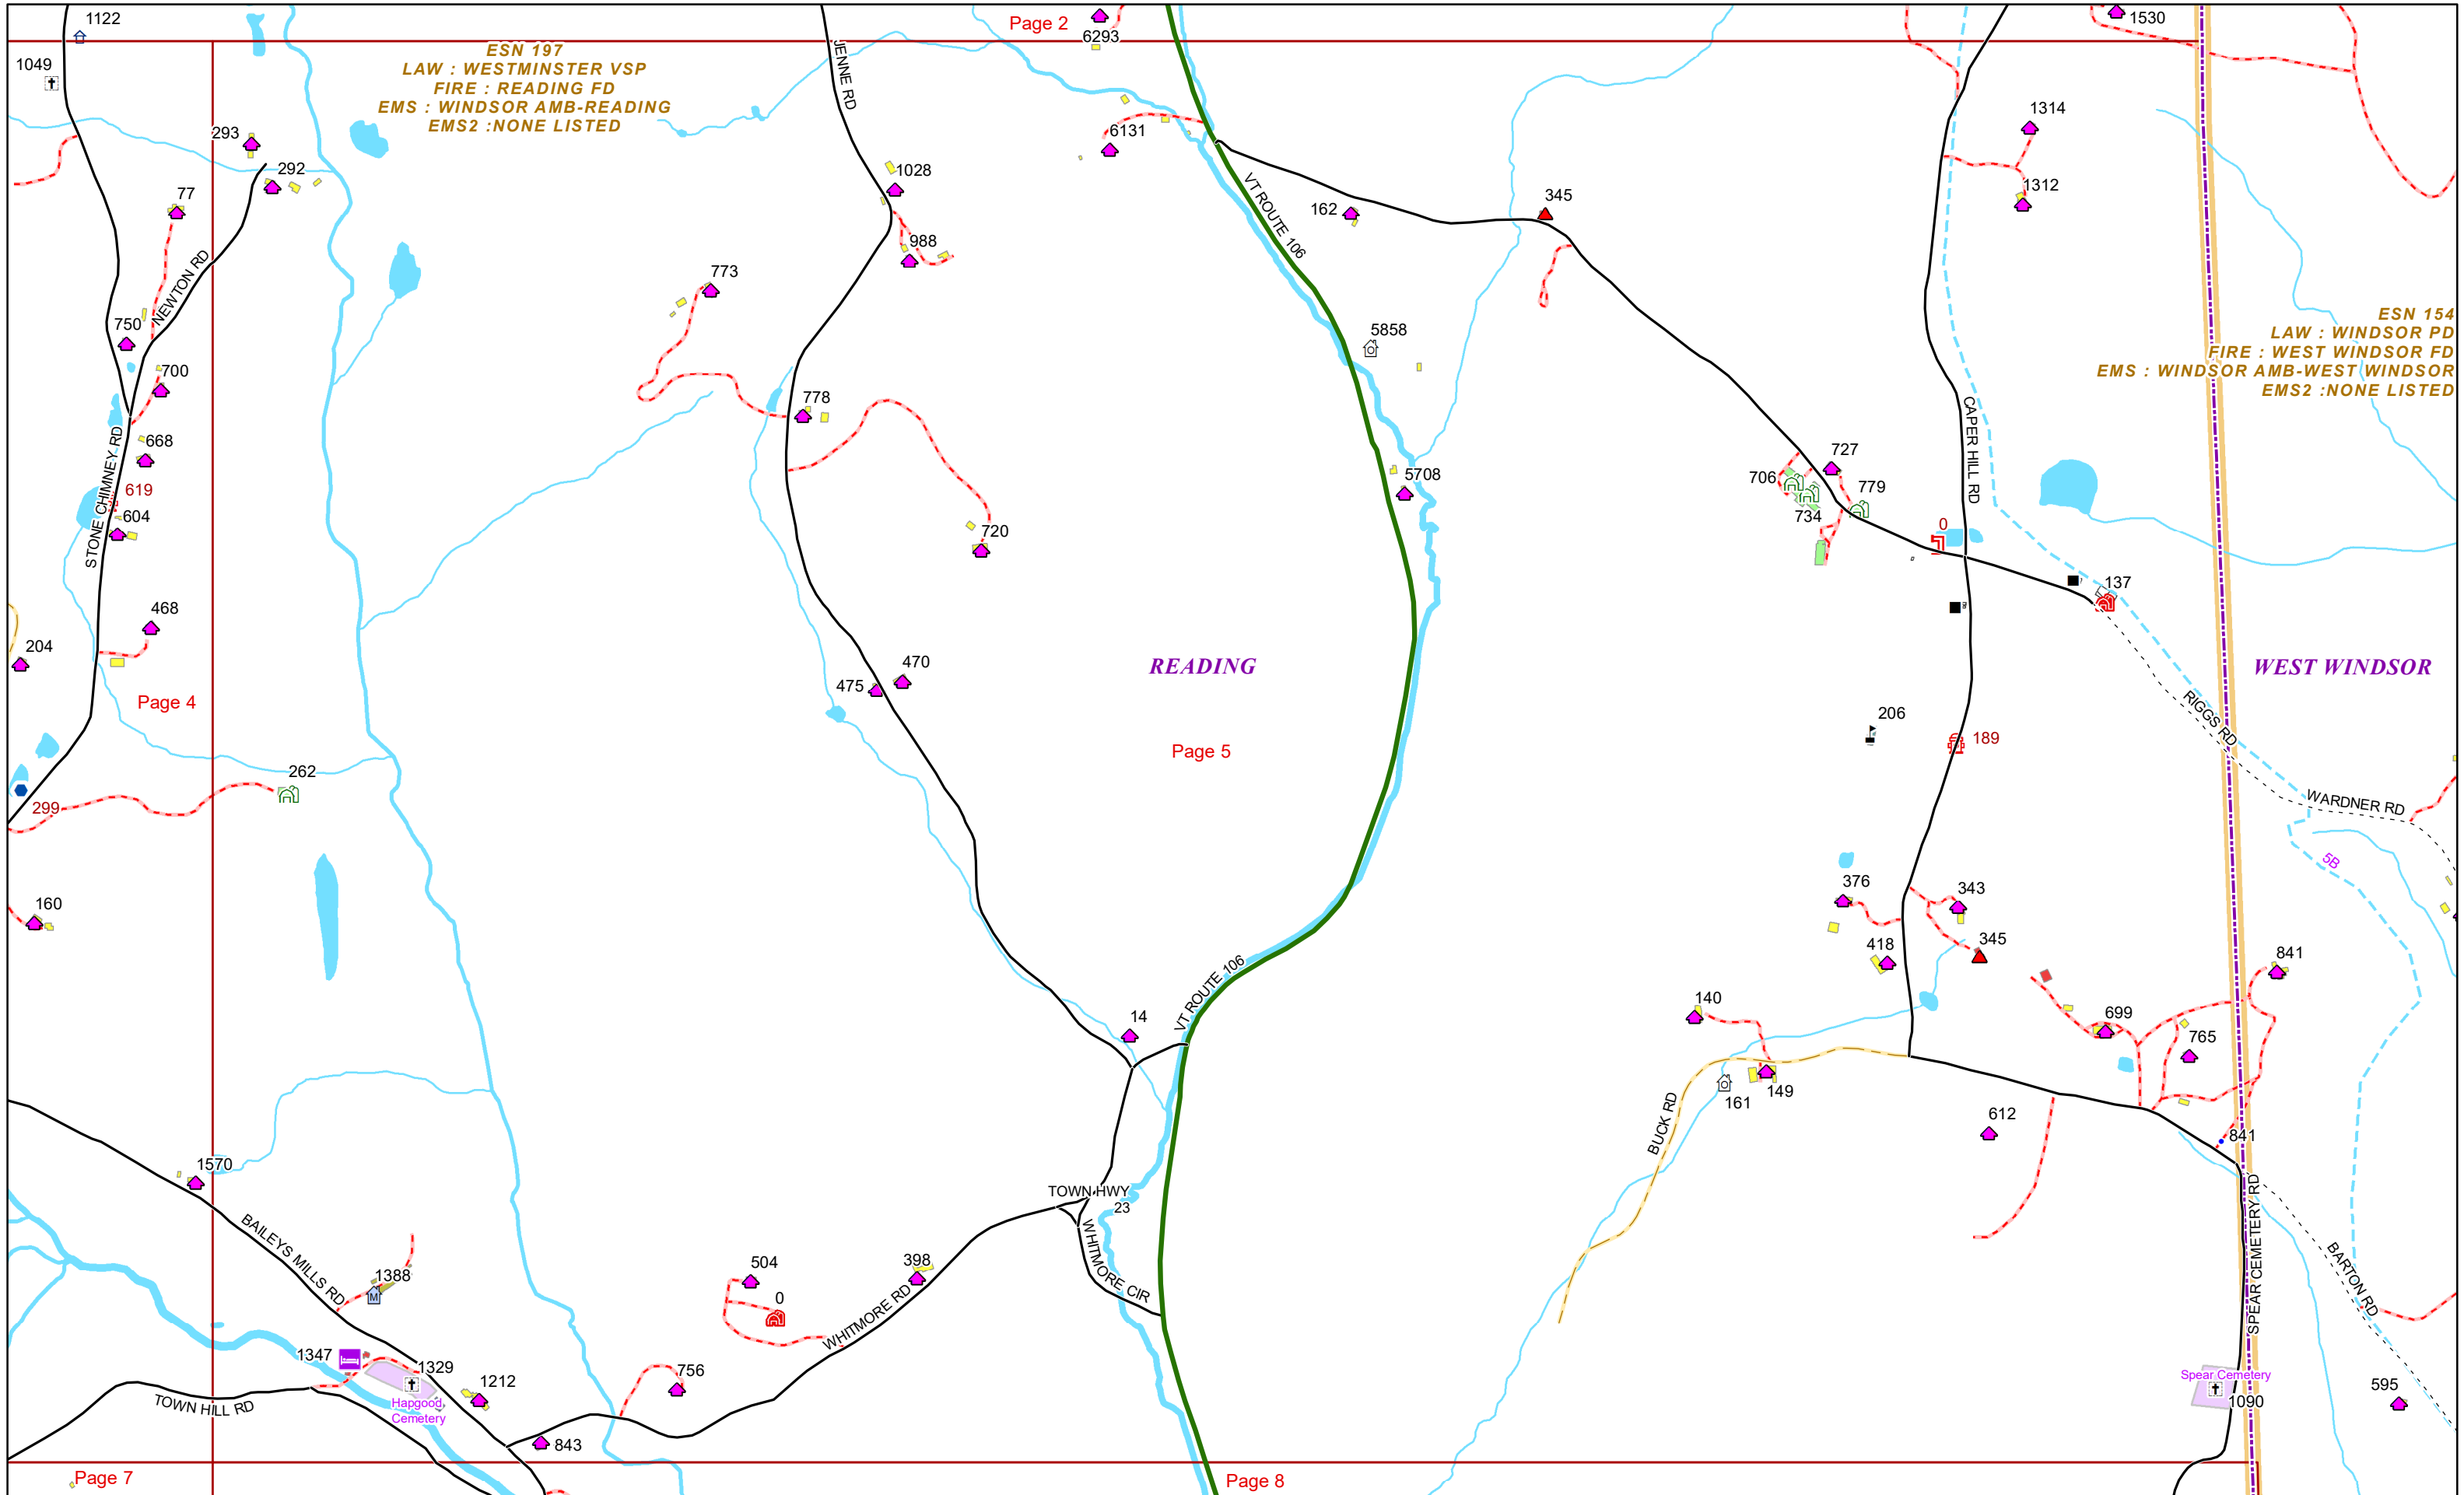 1122
Page 2
6293
1530
1049
ESN 197
LAW : WESTMINSTER VSP
FIRE : READING FD
EMS : WINDSOR AMB-READING
EMS2 :NONE LISTED
JENNE RD
293
292
6131
1314
77
1028
162
345
1312
VT ROUTE 106
988
NEWTON RD
773
750
5858
ESN 154
LAW : WINDSOR PD
FIRE : WEST WINDSOR FD
EMS : WINDSOR AMB-WEST WINDSOR
EMS2 :NONE LISTED
700
778
CAPER HILL RD
668
STONE CHIMNEY RD
619
604
5708
727
706
779
734
720
0
137
468
204
470
475
READING
WEST WINDSOR
Page 4
206
RIGGS RD
189
Page 5
262
299
WARDNER RD
5B
160
376
343
418
345
841
VT ROUTE 106
140
699
14
765
149
161
BUCK RD
612
841
1570
TOWN HWY
23
SPEAR CEMETERY RD
BAILEYS MILLS RD
WHITMORE CIR
BARTON RD
1388
504
398
0
WHITMORE RD
1347
1329
756
1212
Hapgood
Cemetery
TOWN HILL RD
Spear Cemetery
1090
595
843
Page 7
Page 8